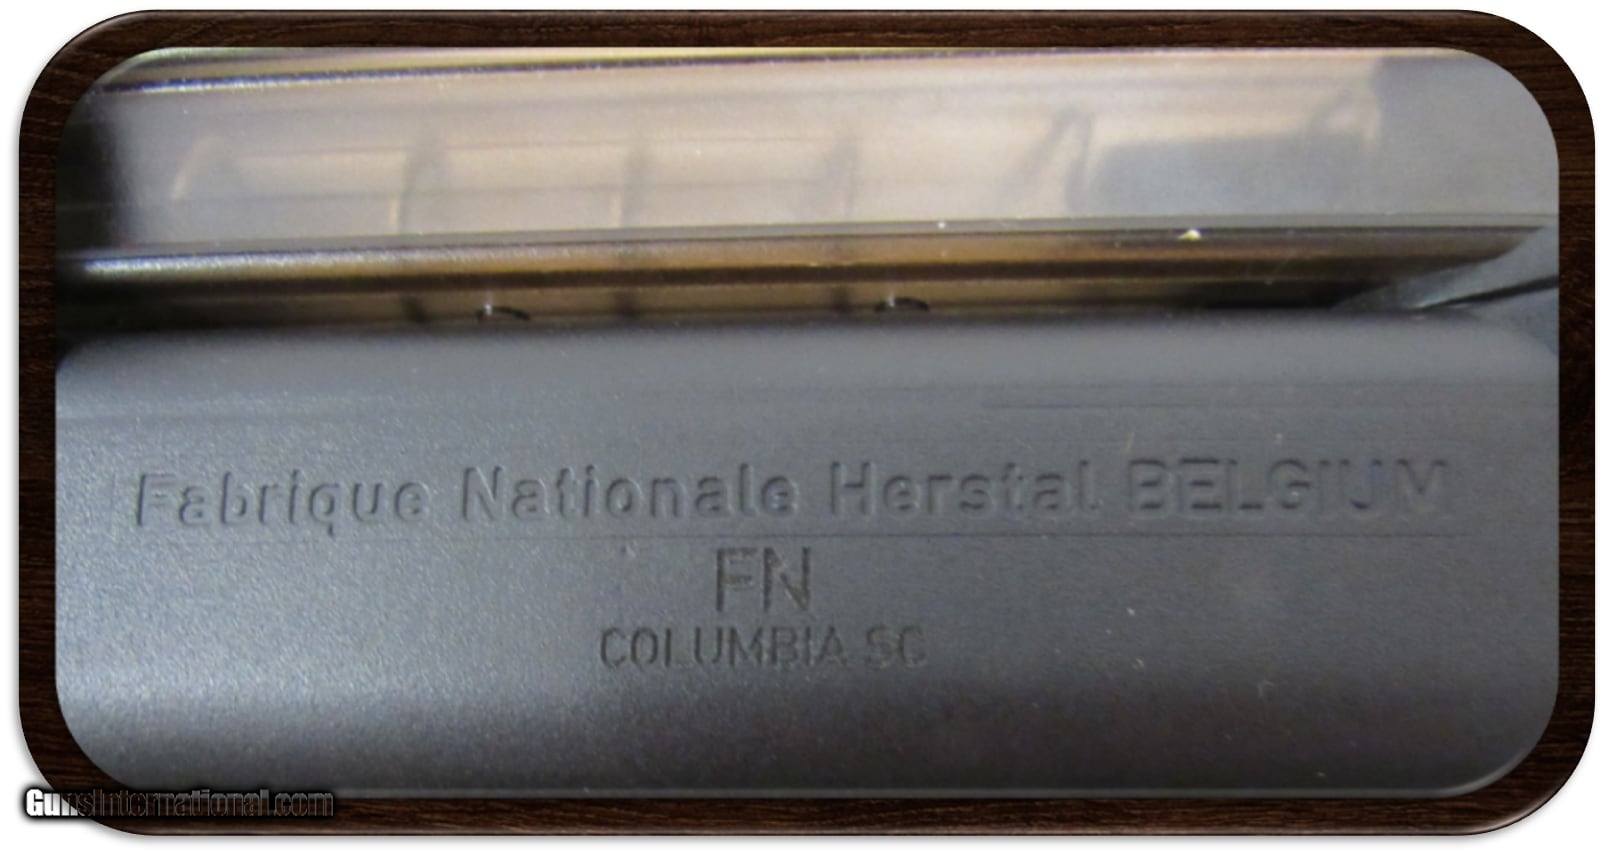 Fabrique Nationale Herstal BELGIUM
FN
COLUMBIA SC
GunsInternational.com